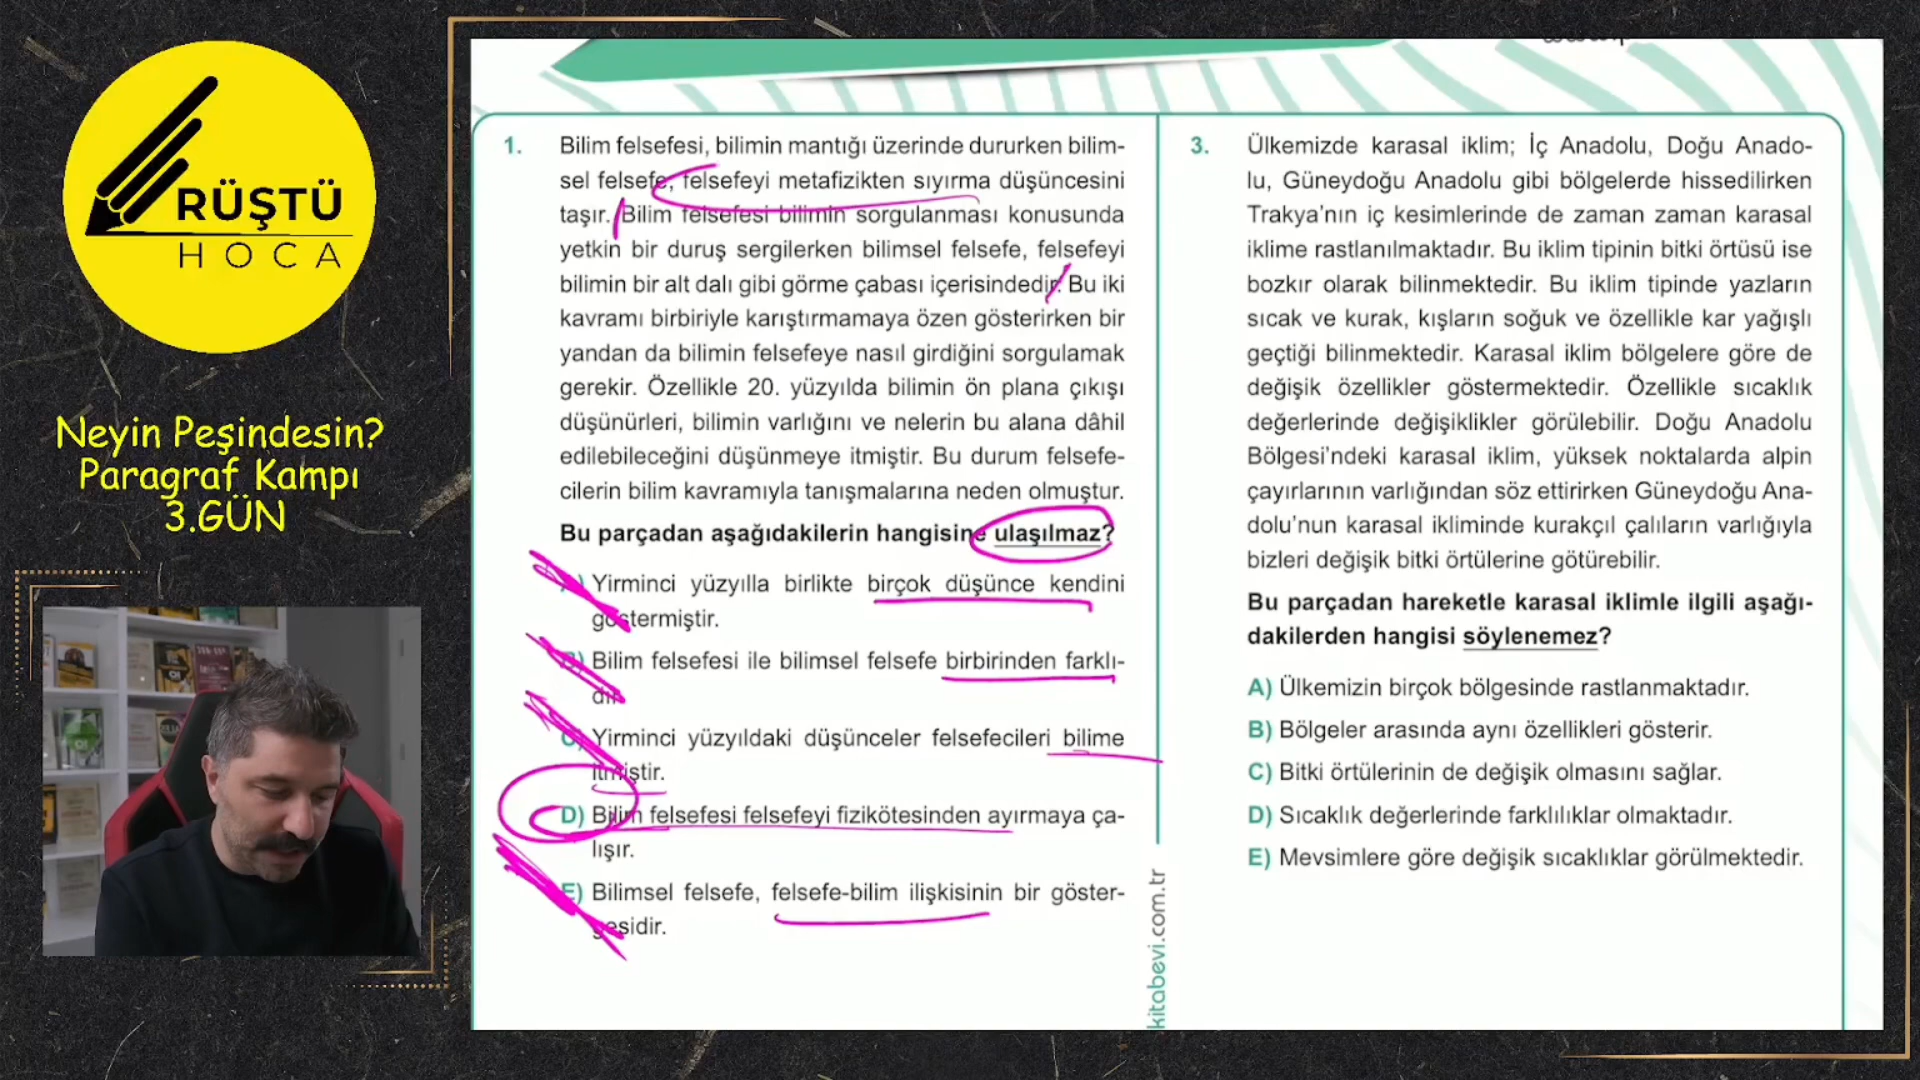 RÜŞTÜ
HOCA
Neyin Peşindesin?
Paragraf Kampı
3.GÜN
1.
Bilim felsefesi, bilimin mantığı üzerinde dururken bilim-
sel felsefe, felsefeyi metafizikten sıyırma düşüncesini
taşır. Bilim felsefesi bilimin sorgulanması konusunda
yetkin bir duruş sergilerken bilimsel felsefe, felsefeyi
bilimin bir alt dalı gibi görme çabası içerisindedir. Bu iki
kavramı birbiriyle karıştırmamaya özen gösterirken bir
yandan da bilimin felsefeye nasıl girdiğini sorgulamak
gerekir. Özellikle 20. yüzyılda bilimin ön plana çıkışı
düşünürleri, bilimin varlığını ve nelerin bu alana dâhil
edilebileceğini düşünmeye itmiştir. Bu durum felsefe-
cilerin bilim kavramıyla tanışmalarına neden olmuştur.
Bu parçadan aşağıdakilerin hangisine ulaşılmaz?
A) Yirminci yüzyılla birlikte birçok düşünce kendini
göstermiştir.
B) Bilim felsefesi ile bilimsel felsefe birbirinden farklı-
dır.
C) Yirminci yüzyıldaki düşünceler felsefecileri bilime
itmiştir.
D) Bilim felsefesi felsefeyi fizikötesinden ayırmaya ça-
lışır.
E) Bilimsel felsefe, felsefe-bilim ilişkisinin bir göster-
gesidir.
3.
Ülkemizde karasal iklim; İç Anadolu, Doğu Anado-
lu, Güneydoğu Anadolu gibi bölgelerde hissedilirken
Trakya’nın iç kesimlerinde de zaman zaman karasal
iklime rastlanılmaktadır. Bu iklim tipinin bitki örtüsü ise
bozkır olarak bilinmektedir. Bu iklim tipinde yazların
sıcak ve kurak, kışların soğuk ve özellikle kar yağışlı
geçtiği bilinmektedir. Karasal iklim bölgelere göre de
değişik özellikler göstermektedir. Özellikle sıcaklık
değerlerinde değişiklikler görülebilir. Doğu Anadolu
Bölgesi’ndeki karasal iklim, yüksek noktalarda alpin
çayırlarının varlığından söz ettirirken Güneydoğu Ana-
dolu’nun karasal ikliminde kurakçıl çalıların varlığıyla
bizleri değişik bitki örtülerine götürebilir.
Bu parçadan hareketle karasal iklimle ilgili aşağı-
dakilerden hangisi söylenemez?
A) Ülkemizin birçok bölgesinde rastlanmaktadır.
B) Bölgeler arasında aynı özellikleri gösterir.
C) Bitki örtülerinin de değişik olmasını sağlar.
D) Sıcaklık değerlerinde farklılıklar olmaktadır.
E) Mevsimlere göre değişik sıcaklıklar görülmektedir.
kitabevi.com.tr